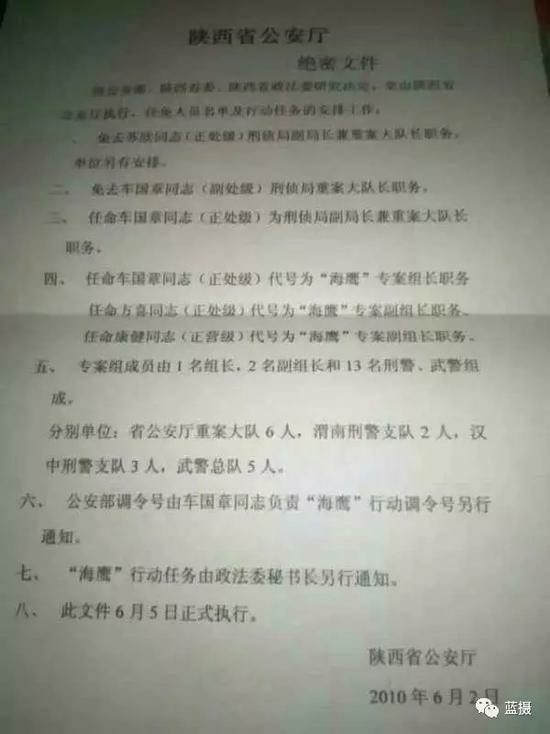 陕西省公安厅
绝密文件
经公安部、陕西省委、陕西省政法委研究决定，
公安厅执行，任免人员名单及行动任务的安排工作。
免去苏欣同志（正处级）刑侦局副局长兼重案大队长职务。
单位另有安排。
二、 免去车国章同志（副处级）刑侦局重案大队长职务。
三、 任命车国章同志（正处级）为刑侦局副局长兼重案大队长
职务。
四、 任命车国章同志（正处级）代号为“海鹰”专案组长职务
任命方喜同志（正处级）代号为“海鹰”专案副组长职务。
任命康健同志（正营级）代号为“海鹰”专案副组长职务。
五、 专案组成员由1名组长，2名副组长和13名刑警、武警组
成。
分别单位：省公安厅重案大队6人，渭南刑警支队2人，汉
中刑警支队3人，武警总队5人。
六、 公安部调令号由车国章同志负责“海鹰”行动调令号另行
通知。
七、 “海鹰”行动任务由政法委秘书长另行通知。
八、 此文件6月5日正式执行。
陕西省公安厅
2010年6月2日
蓝摄